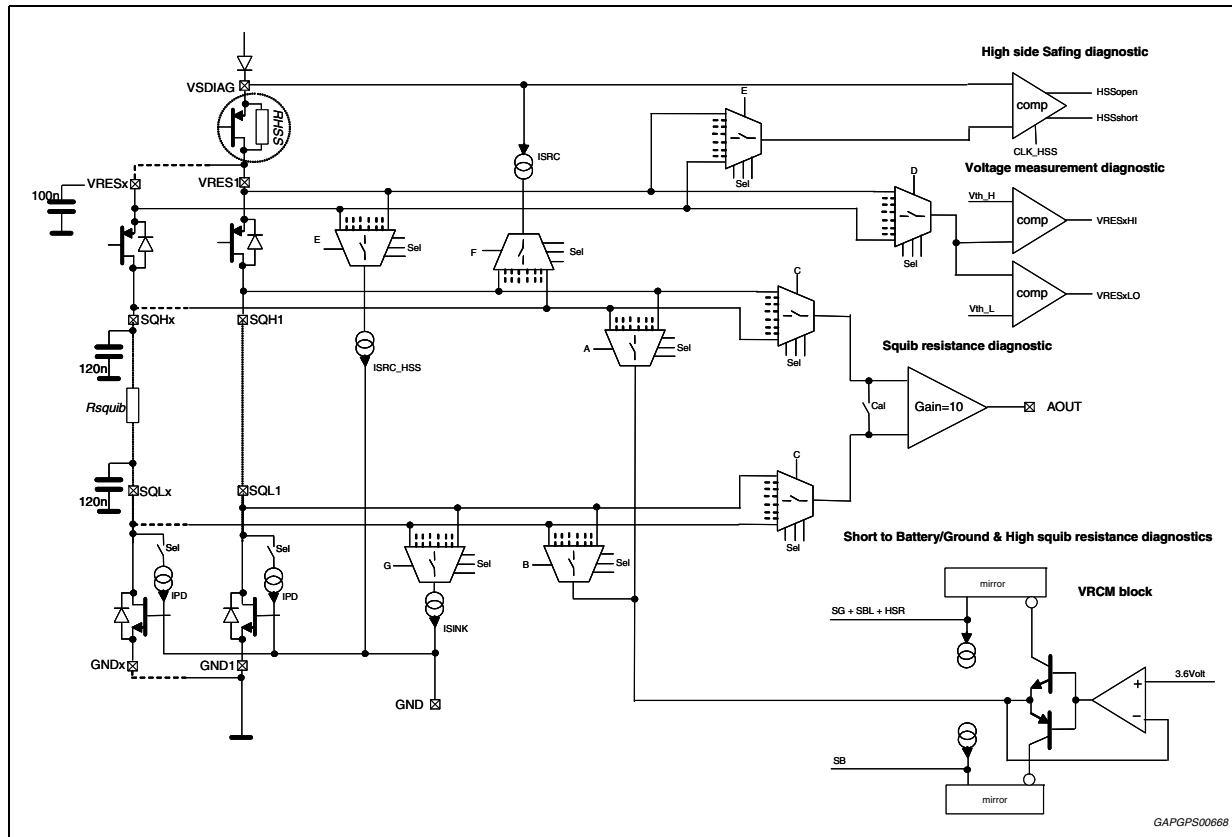 High side Safing diagnostic
VSDIAG
RHSS
E
comp
HSSopen
HSSshort
CLK_HSS
Sel
ISRC
Voltage measurement diagnostic
100n
VRESx
VRES1
D
Vth_H
comp
VRESxHI
E
Sel
F
Sel
Sel
C
comp
VRESxLO
Vth_L
SQHx
SQH1
A
Sel
Sel
Squib resistance diagnostic
120n
ISRC_HSS
Rsquib
Cal
Gain=10
AOUT
C
120n
SQLx
SQL1
Sel
Short to Battery/Ground & High squib resistance diagnostics
Sel
Sel
G
Sel
B
Sel
IPD
IPD
mirror
VRCM block
ISINK
SG + SBL + HSR
GNDx
GND1
GND
3.6Volt
+
−
SB
mirror
GAPGPS00668